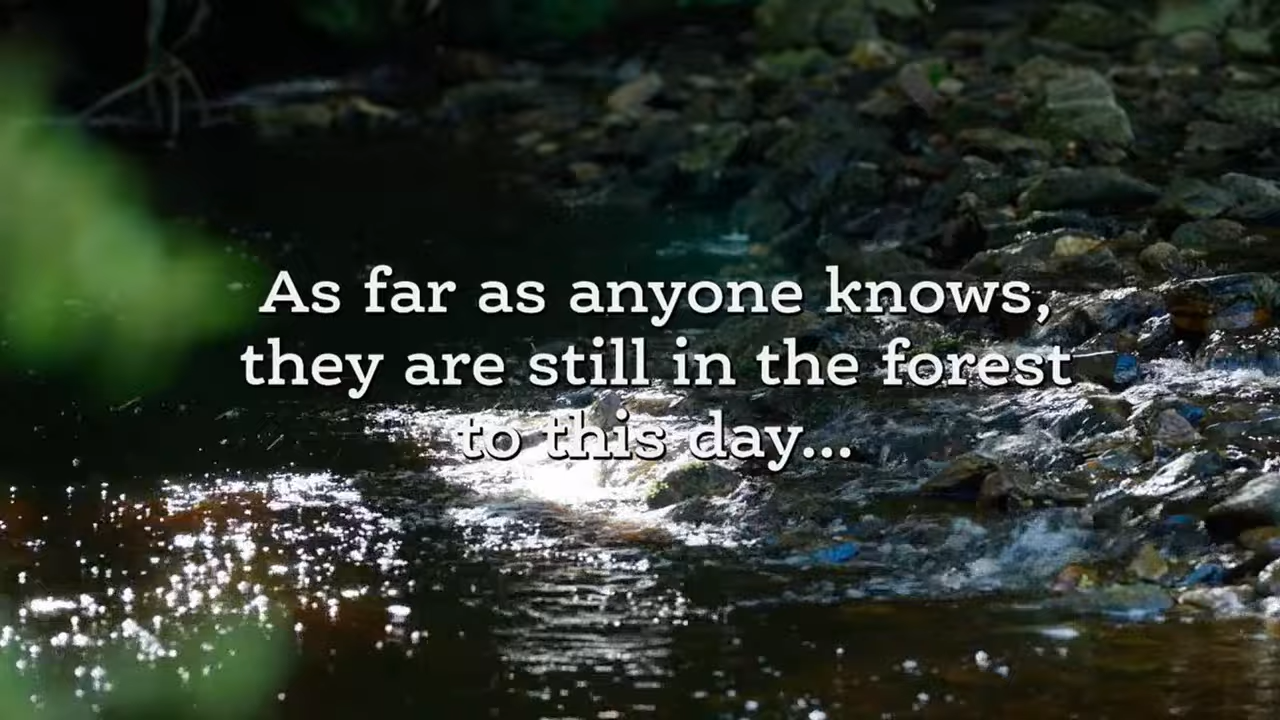 As far as anyone knows,
they are still in the forest
to this day...